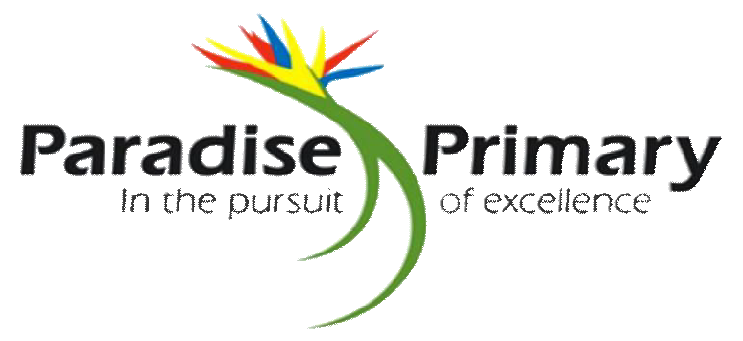 Paradise Primary
In the pursuit of excellence